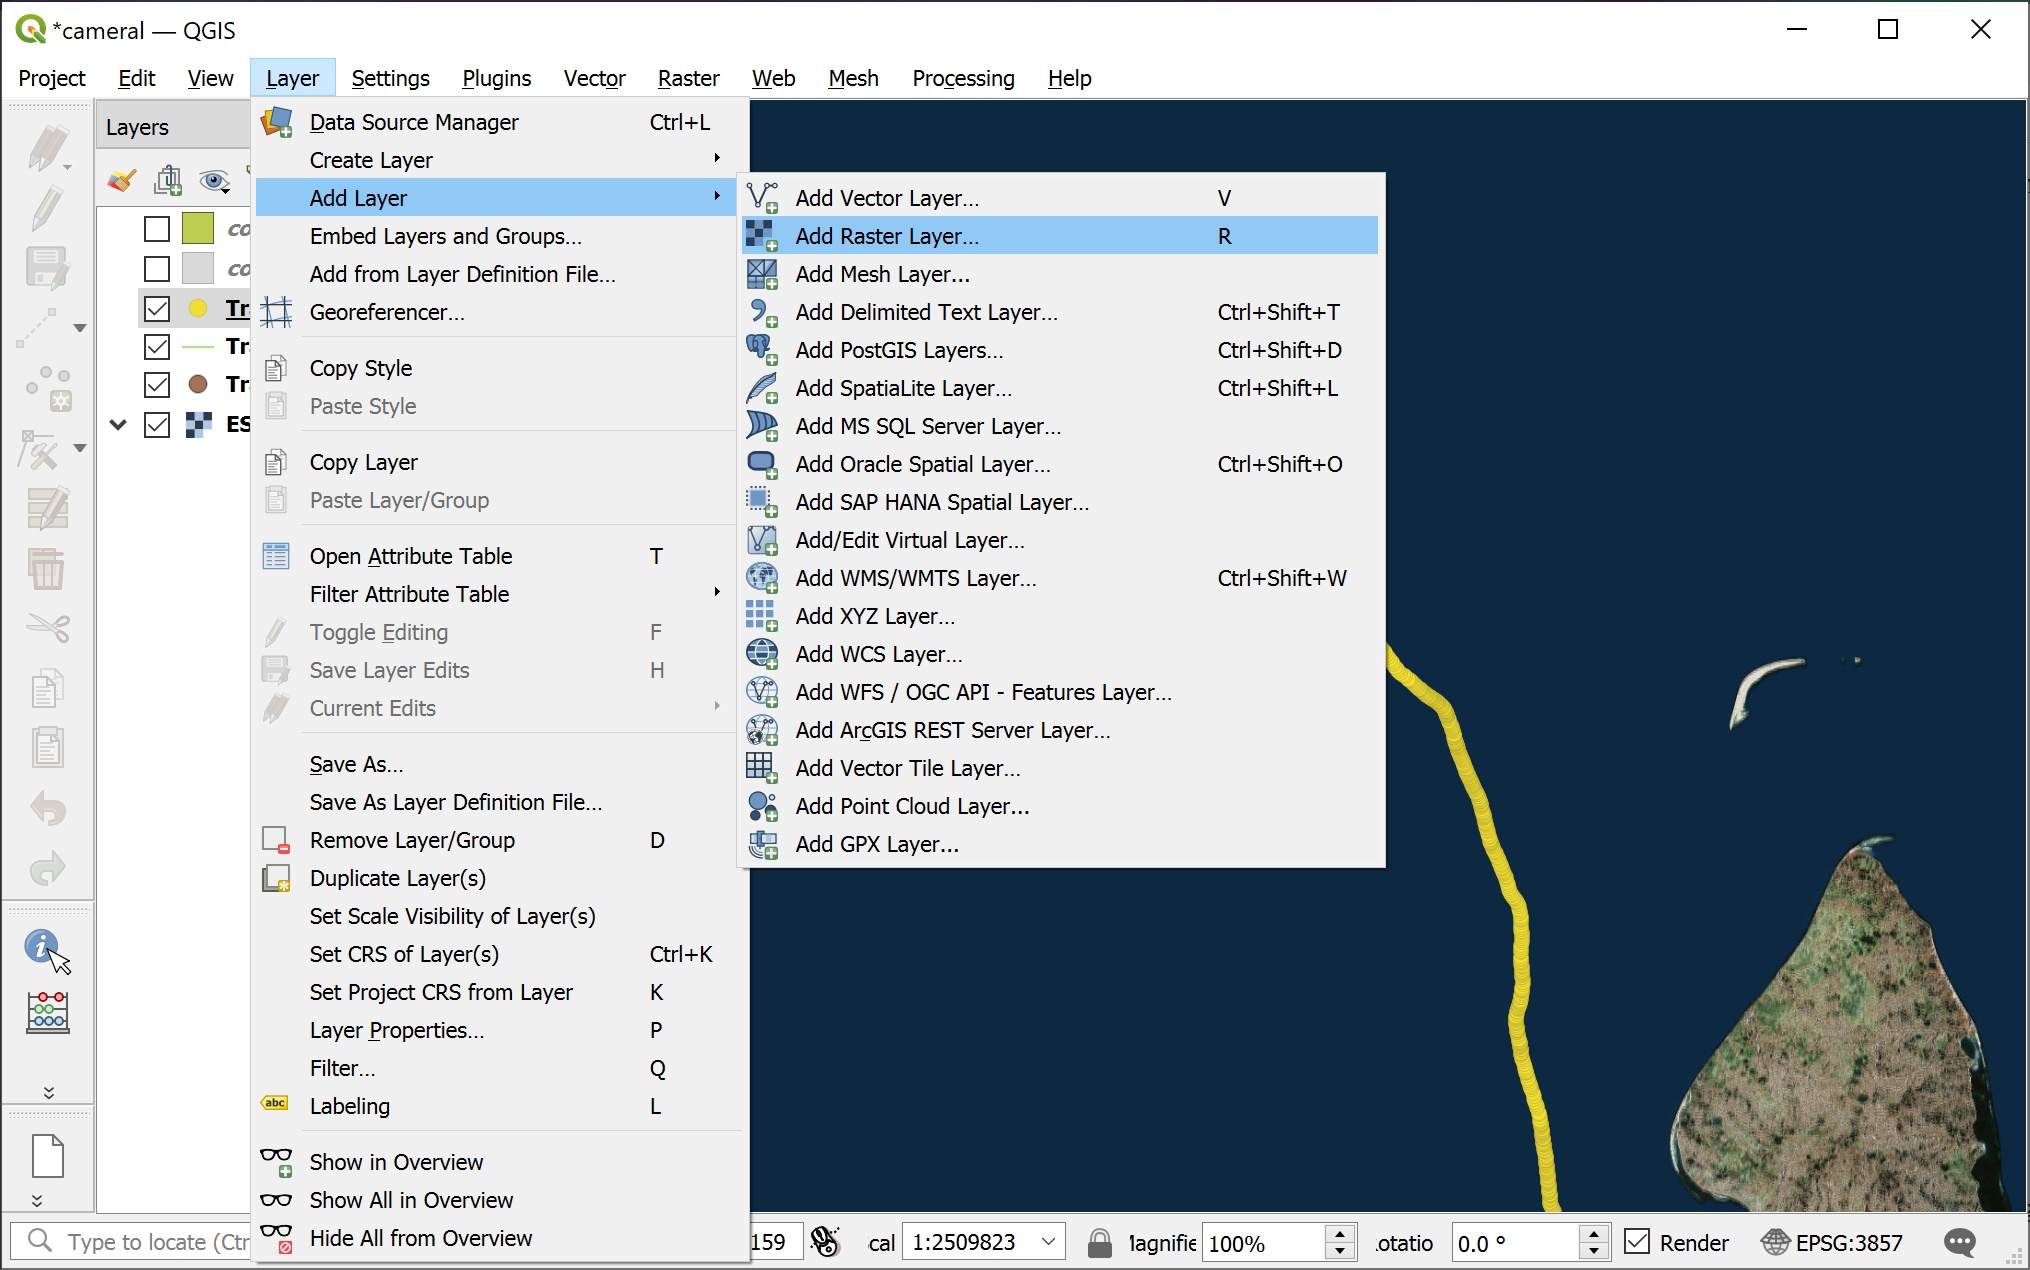 *cameral — QGIS
Project Edit View Layer Settings Plugins Vector Raster Web Mesh Processing Help
Layers
Data Source Manager Ctrl+L
Create Layer
Add Layer
Embed Layers and Groups...
Add from Layer Definition File...
Georeferencer...
Copy Style
Paste Style
Copy Layer
Paste Layer/Group
Open Attribute Table T
Filter Attribute Table
Toggle Editing F
Save Layer Edits H
Current Edits
Save As...
Save As Layer Definition File...
Remove Layer/Group D
Duplicate Layer(s)
Set Scale Visibility of Layer(s)
Set CRS of Layer(s) Ctrl+K
Set Project CRS from Layer K
Layer Properties... P
Filter... Q
abc Labeling L
Show in Overview
Show All in Overview
Hide All from Overview
Add Vector Layer... V
Add Raster Layer... R
Add Mesh Layer...
Add Delimited Text Layer... Ctrl+Shift+T
Add PostGIS Layers... Ctrl+Shift+D
Add SpatiaLite Layer... Ctrl+Shift+L
Add MS SQL Server Layer...
Add Oracle Spatial Layer... Ctrl+Shift+O
Add SAP HANA Spatial Layer...
Add/Edit Virtual Layer...
Add WMS/WMTS Layer... Ctrl+Shift+W
Add XYZ Layer...
Add WCS Layer...
Add WFS / OGC API - Features Layer...
Add ArcGIS REST Server Layer...
Add Vector Tile Layer...
Add Point Cloud Layer...
Add GPX Layer...
co
co
Tr
Tr
Tr
ES
Type to locate (Ctr 159 cal 1:2509823 Magnifie 100% otatio 0.0 ° Render EPSG:3857